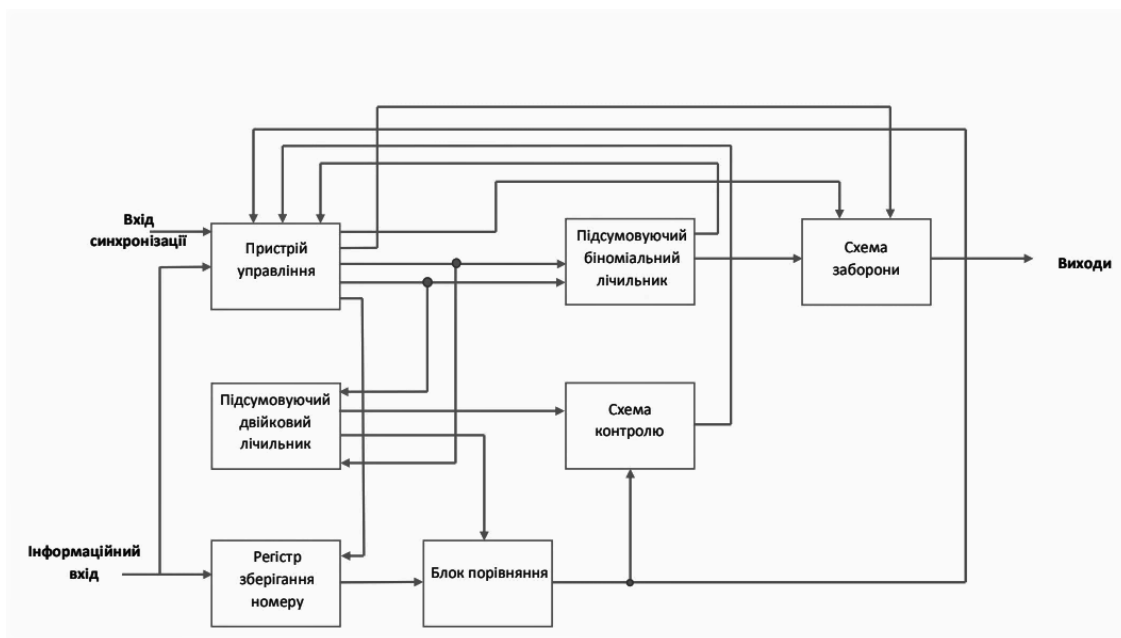 Вхід
синхронізації
Пристрій
управління
Підсумовуючий
біноміальний
лічильник
Схема
заборони
Виходи
Підсумовуючий
двійковий
лічильник
Схема
контролю
Інформаційний
вхід
Регістр
зберігання
номеру
Блок порівняння